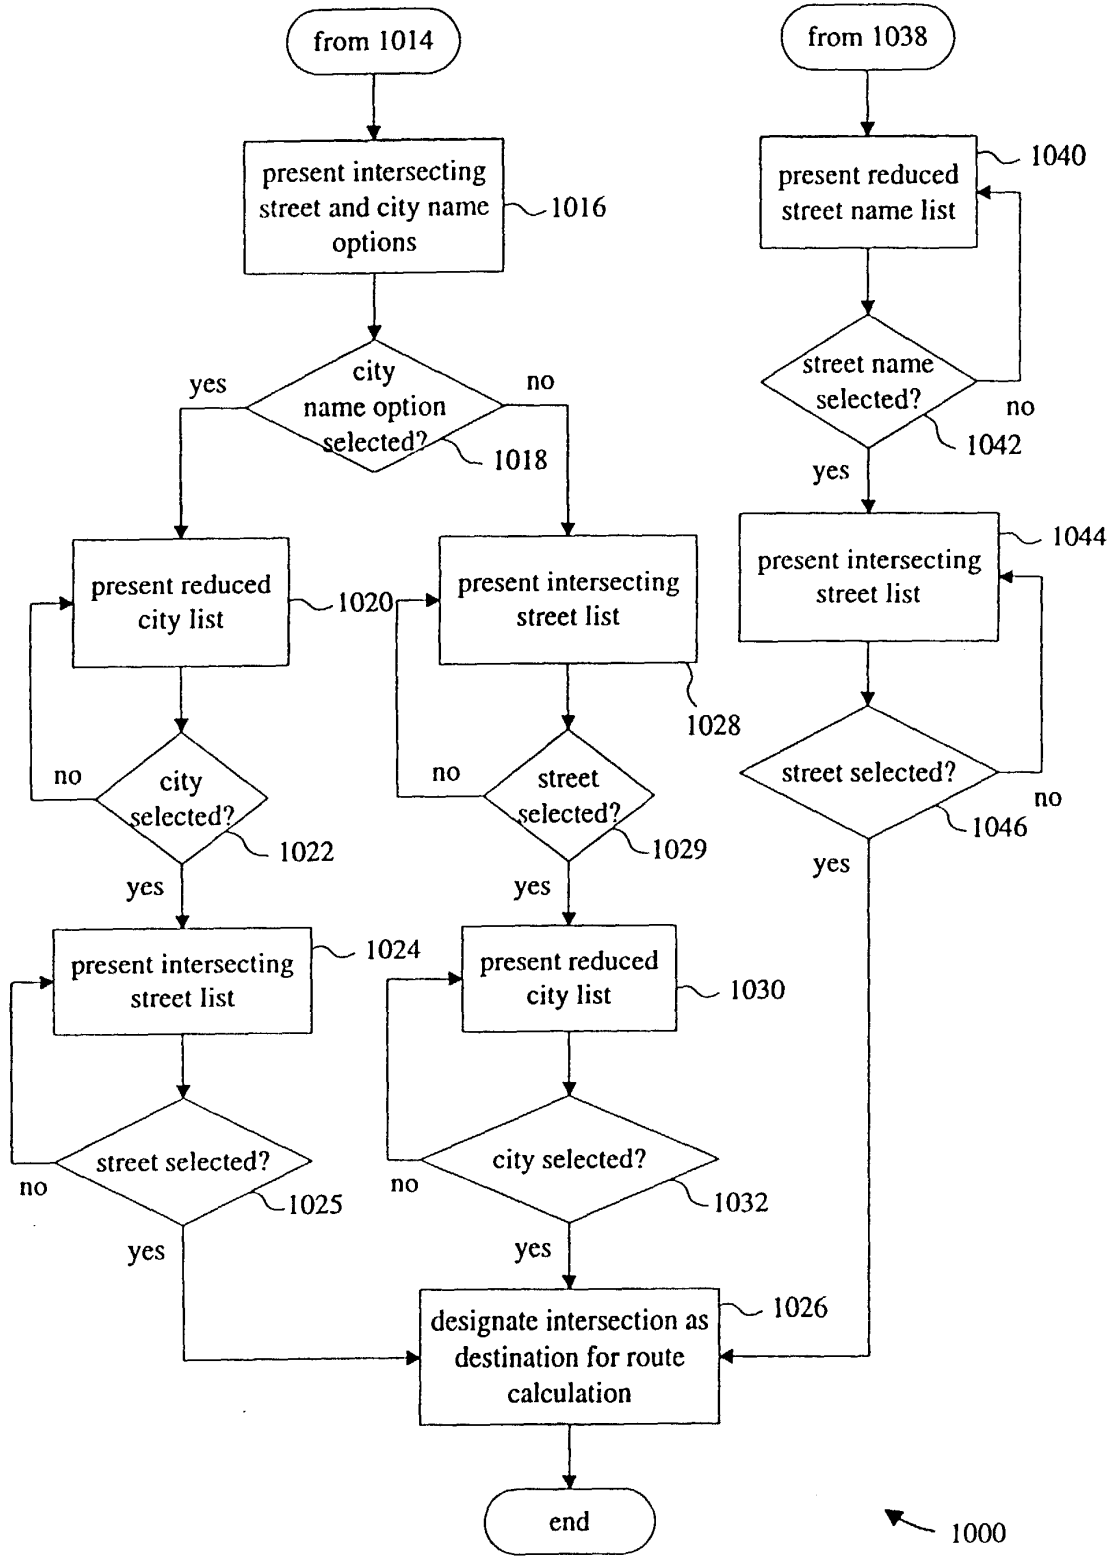 from 1014
from 1038
present intersecting
street and city name
options
1016
present reduced
street name list
1040
city
name option
selected?
1018
yes
no
street name
selected?
1042
no
yes
present reduced
city list
1020
present intersecting
street list
1028
present intersecting
street list
1044
city
selected?
1022
no
yes
street
selected?
1029
no
yes
street selected?
1046
no
yes
present intersecting
street list
1024
present reduced
city list
1030
street selected?
1025
no
yes
city selected?
1032
no
yes
designate intersection as
destination for route
calculation
1026
end
1000